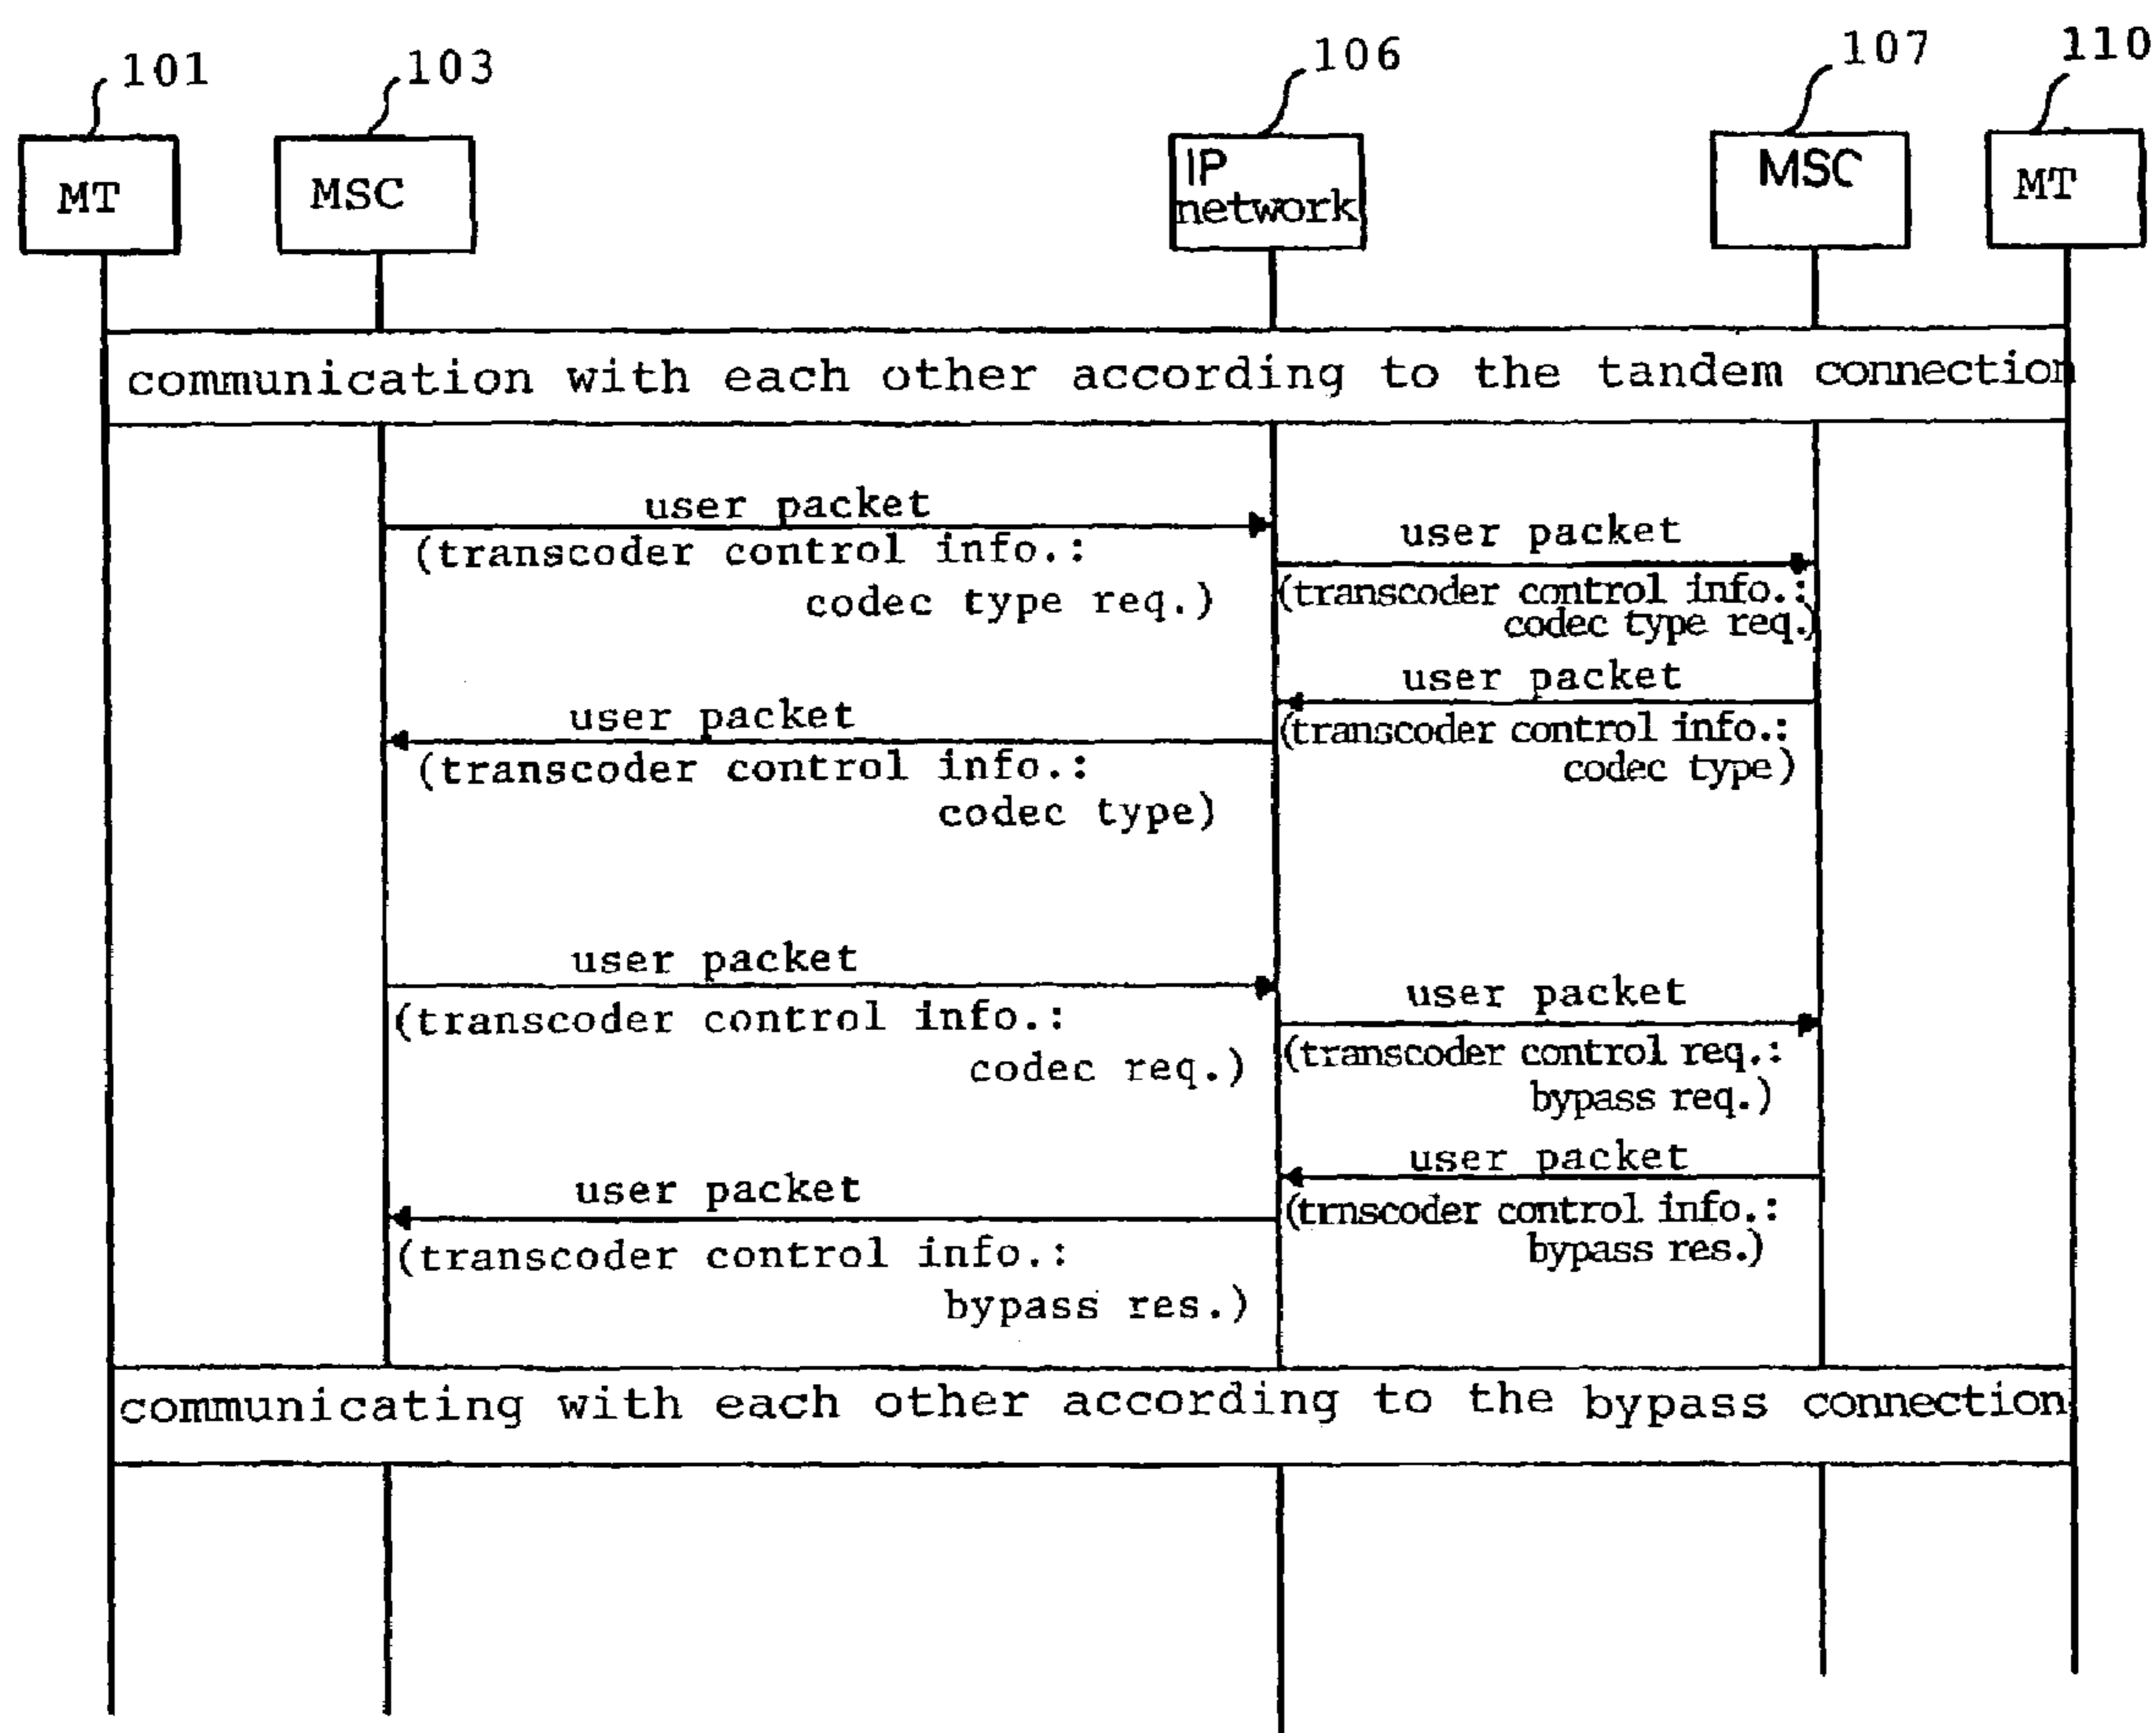 101
103
106
107
110
MT
MSC
IP
network
MSC
MT
communication with each other according to the tandem connection
user packet
(transcoder control info.:
codec type req.)
user packet
(transcoder control info.:
codec type req.)
user packet
(transcoder control info.:
codec type)
user packet
(transcoder control info.:
codec type)
user packet
(transcoder control info.:
codec req.)
user packet
(transcoder control req.:
bypass req.)
user packet
(trnscoder control info.:
bypass res.)
user packet
(transcoder control info.:
bypass res.)
communicating with each other according to the bypass connection